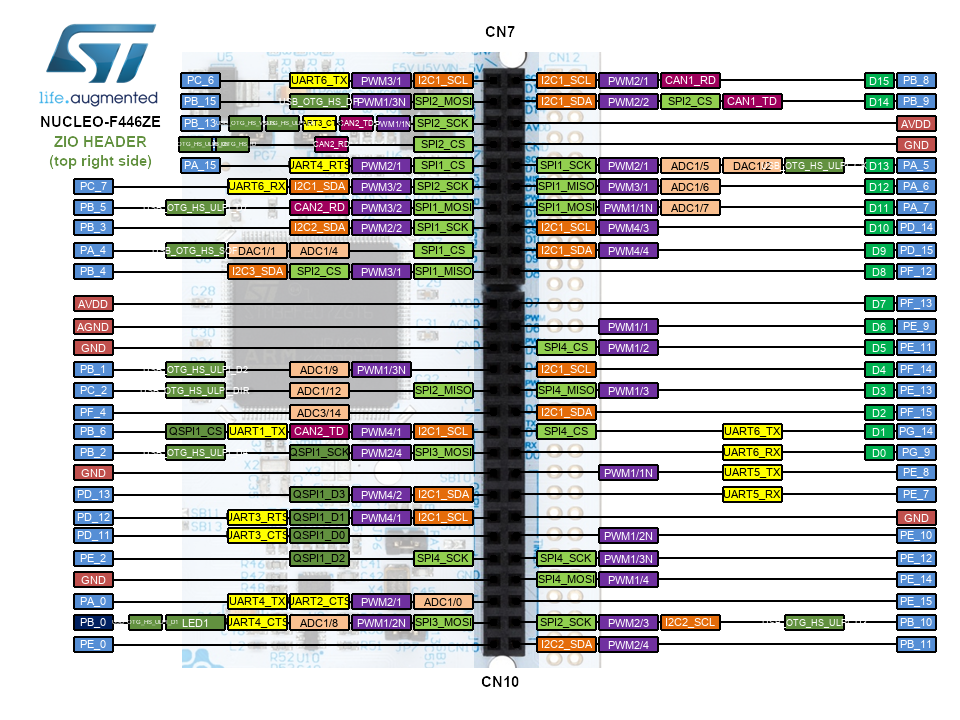 CN7
life.augmented
NUCLEO-F446ZE
ZIO HEADER
(top right side)
PC_6 UART6_TX PWM3/1 I2C1_SCL I2C1_SCL PWM2/1 CAN1_RD D15 PB_8
PB_15 USB_OTG_HS_DP PWM1/3N SPI2_MOSI I2C1_SDA PWM2/2 SPI2_CS CAN1_TD D14 PB_9
PB_13 CAN2_TD PWM1/1N SPI2_SCK AVDD
CAN2_RD SPI2_CS GND
PA_15 UART4_RTS PWM2/1 SPI1_CS SPI1_SCK PWM2/1 ADC1/5 DAC1/2 D13 PA_5
PC_7 UART6_RX I2C1_SDA PWM3/2 SPI2_SCK SPI1_MISO PWM3/1 ADC1/6 D12 PA_6
PB_5 CAN2_RD PWM3/2 SPI1_MOSI SPI1_MOSI PWM1/1N ADC1/7 D11 PA_7
PB_3 I2C2_SDA PWM2/2 SPI1_SCK I2C1_SCL PWM4/3 D10 PD_14
PA_4 DAC1/1 ADC1/4 SPI1_CS I2C1_SDA PWM4/4 D9 PD_15
PB_4 I2C3_SDA SPI2_CS PWM3/1 SPI1_MISO D8 PF_12
AVDD D7 PF_13
AGND PWM1/1 D6 PE_9
GND SPI4_CS PWM1/2 D5 PE_11
PB_1 ADC1/9 PWM1/3N I2C1_SCL D4 PF_14
PC_2 ADC1/12 SPI2_MISO SPI4_MISO PWM1/3 D3 PE_13
PF_4 ADC3/14 I2C1_SDA D2 PF_15
PB_6 QSPI1_CS UART1_TX CAN2_TD PWM4/1 I2C1_SCL SPI4_CS UART6_TX D1 PG_14
PB_2 QSPI1_SCK PWM2/4 SPI3_MOSI UART6_RX D0 PG_9
GND PWM1/1N UART5_TX PE_8
PD_13 QSPI1_D3 PWM4/2 I2C1_SDA UART5_RX PE_7
PD_12 UART3_RTS QSPI1_D1 PWM4/1 I2C1_SCL GND
PD_11 UART3_CTS QSPI1_D0 PWM1/2N PE_10
PE_2 QSPI1_D2 SPI4_SCK SPI4_SCK PWM1/3N PE_12
GND SPI4_MOSI PWM1/4 PE_14
PA_0 UART4_TX UART2_CTS PWM2/1 ADC1/0 PE_15
PB_0 LED1 UART4_CTS ADC1/8 PWM1/2N SPI3_MOSI SPI2_SCK PWM2/3 I2C2_SCL PB_10
PE_0 I2C2_SDA PWM2/4 PB_11
CN10